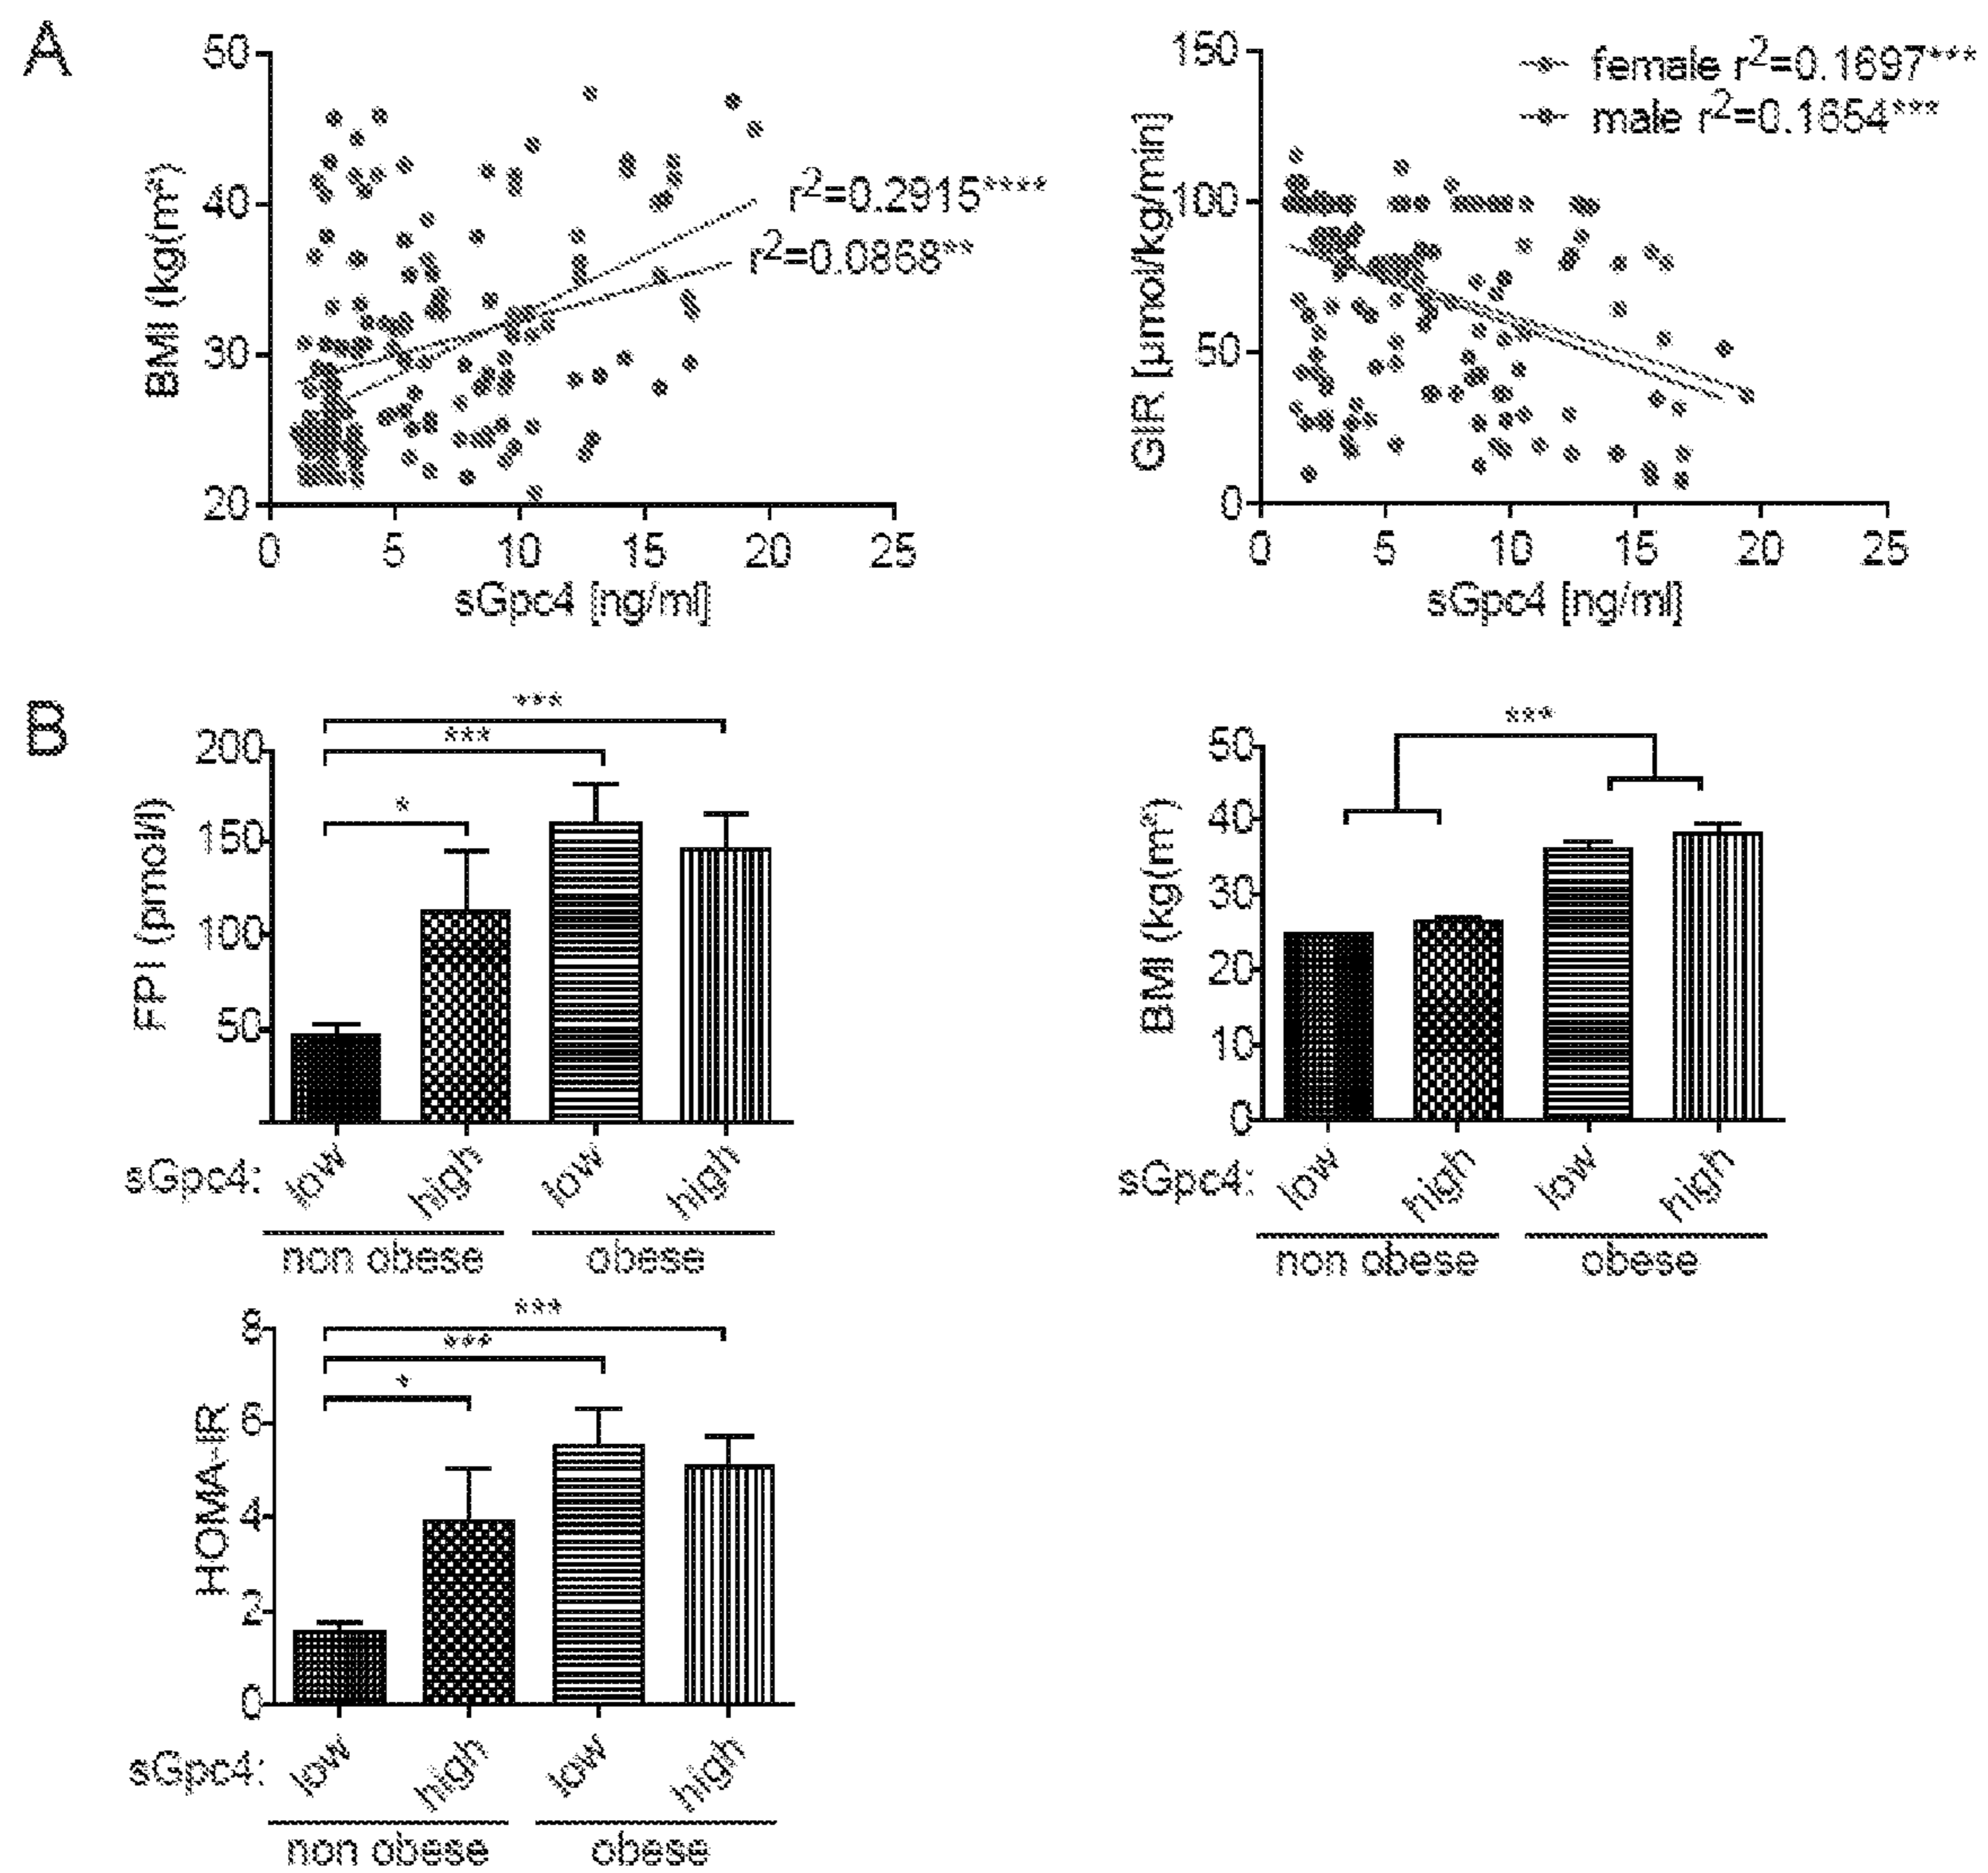 A
50
40
30
20
BMI (kg(m²)
0 5 10 15 20 25
sGpc4 [ng/ml]
r²=0.2915****
r²=0.0868**
150
100
50
0
GIR [µmol/kg/min]
0 5 10 15 20 25
sGpc4 [ng/ml]
female r²=0.1697***
male r²=0.1654***
B
200
150
100
50
FPI (pmol/l)
***
***
*
sGpc4: low high low high
non obese obese
50
40
30
20
10
0
BMI (kg(m²)
***
sGpc4: low high low high
non obese obese
8
6
4
2
0
HOMA-IR
***
***
*
sGpc4: low high low high
non obese obese